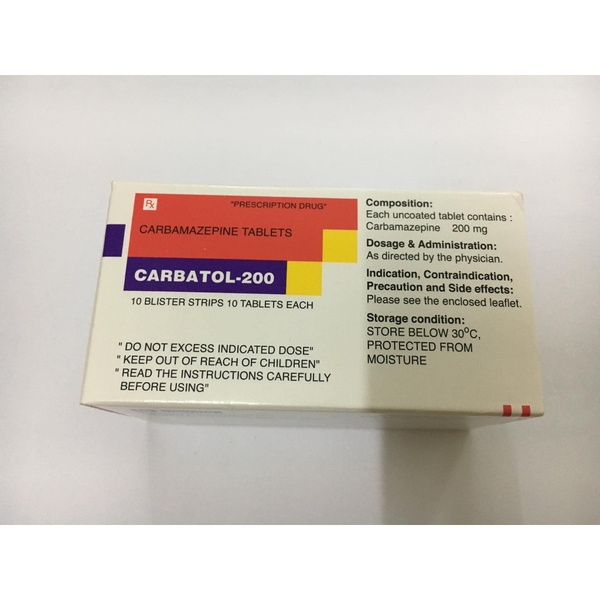 Rx
"PRESCRIPTION DRUG"
CARBAMAZEPINE TABLETS
CARBATOL-200
10 BLISTER STRIPS 10 TABLETS EACH
" DO NOT EXCESS INDICATED DOSE"
" KEEP OUT OF REACH OF CHILDREN"
" READ THE INSTRUCTIONS CAREFULLY
BEFORE USING"
Composition:
Each uncoated tablet contains :
Carbamazepine 200 mg
Dosage & Administration:
As directed by the physician.
Indication, Contraindication,
Precaution and Side effects:
Please see the enclosed leaflet.
Storage condition:
STORE BELOW 30⁰C,
PROTECTED FROM
MOISTURE